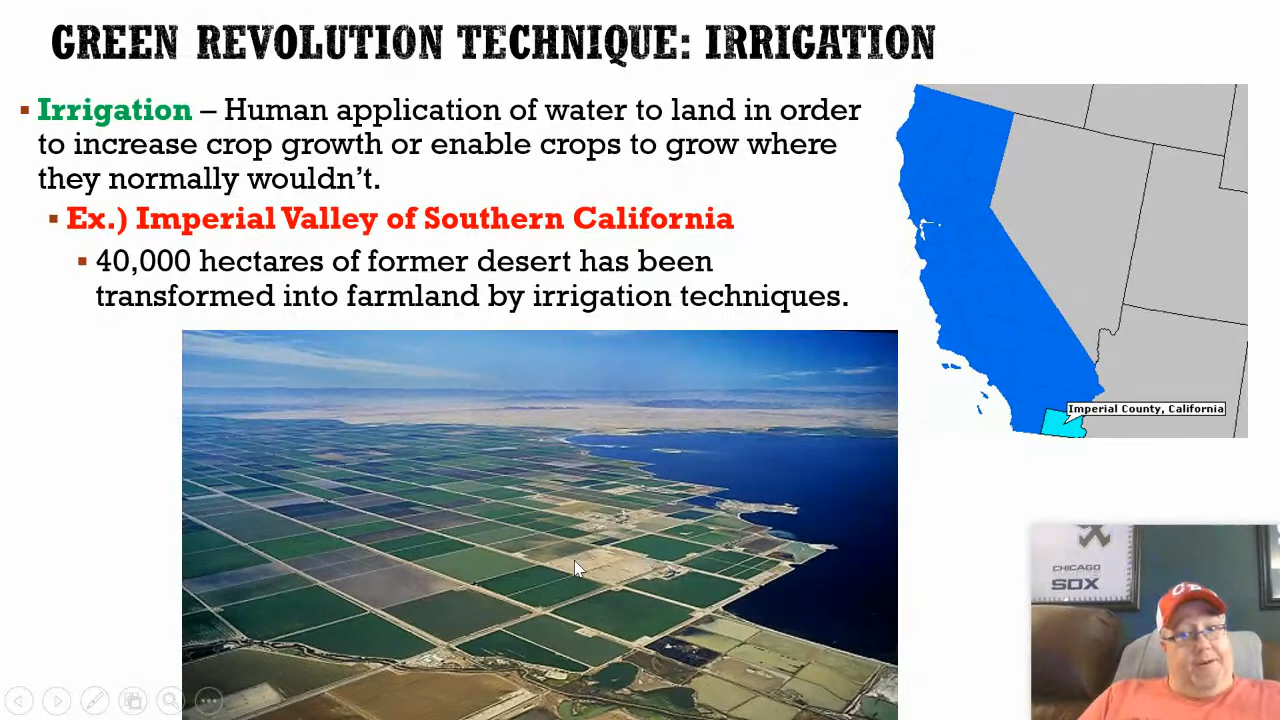 GREEN REVOLUTION TECHNIQUE: IRRIGATION
Irrigation – Human application of water to land in order
to increase crop growth or enable crops to grow where
they normally wouldn't.
Ex.) Imperial Valley of Southern California
40,000 hectares of former desert has been
transformed into farmland by irrigation techniques.
Imperial County, California
CHICAGO
SOX